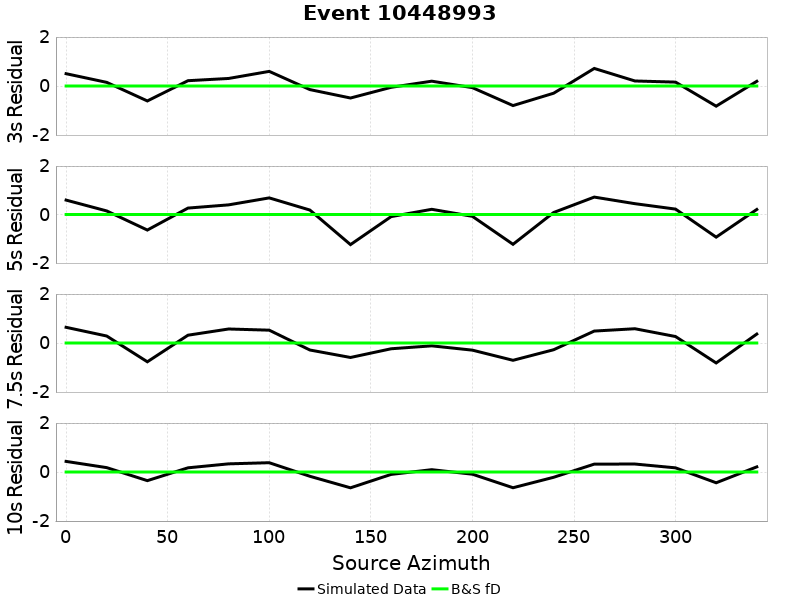 Event 10448993
3s Residual
2
0
-2
5s Residual
2
0
-2
7.5s Residual
2
0
-2
10s Residual
2
0
-2
0 50 100 150 200 250 300
Source Azimuth
Simulated Data B&S fD